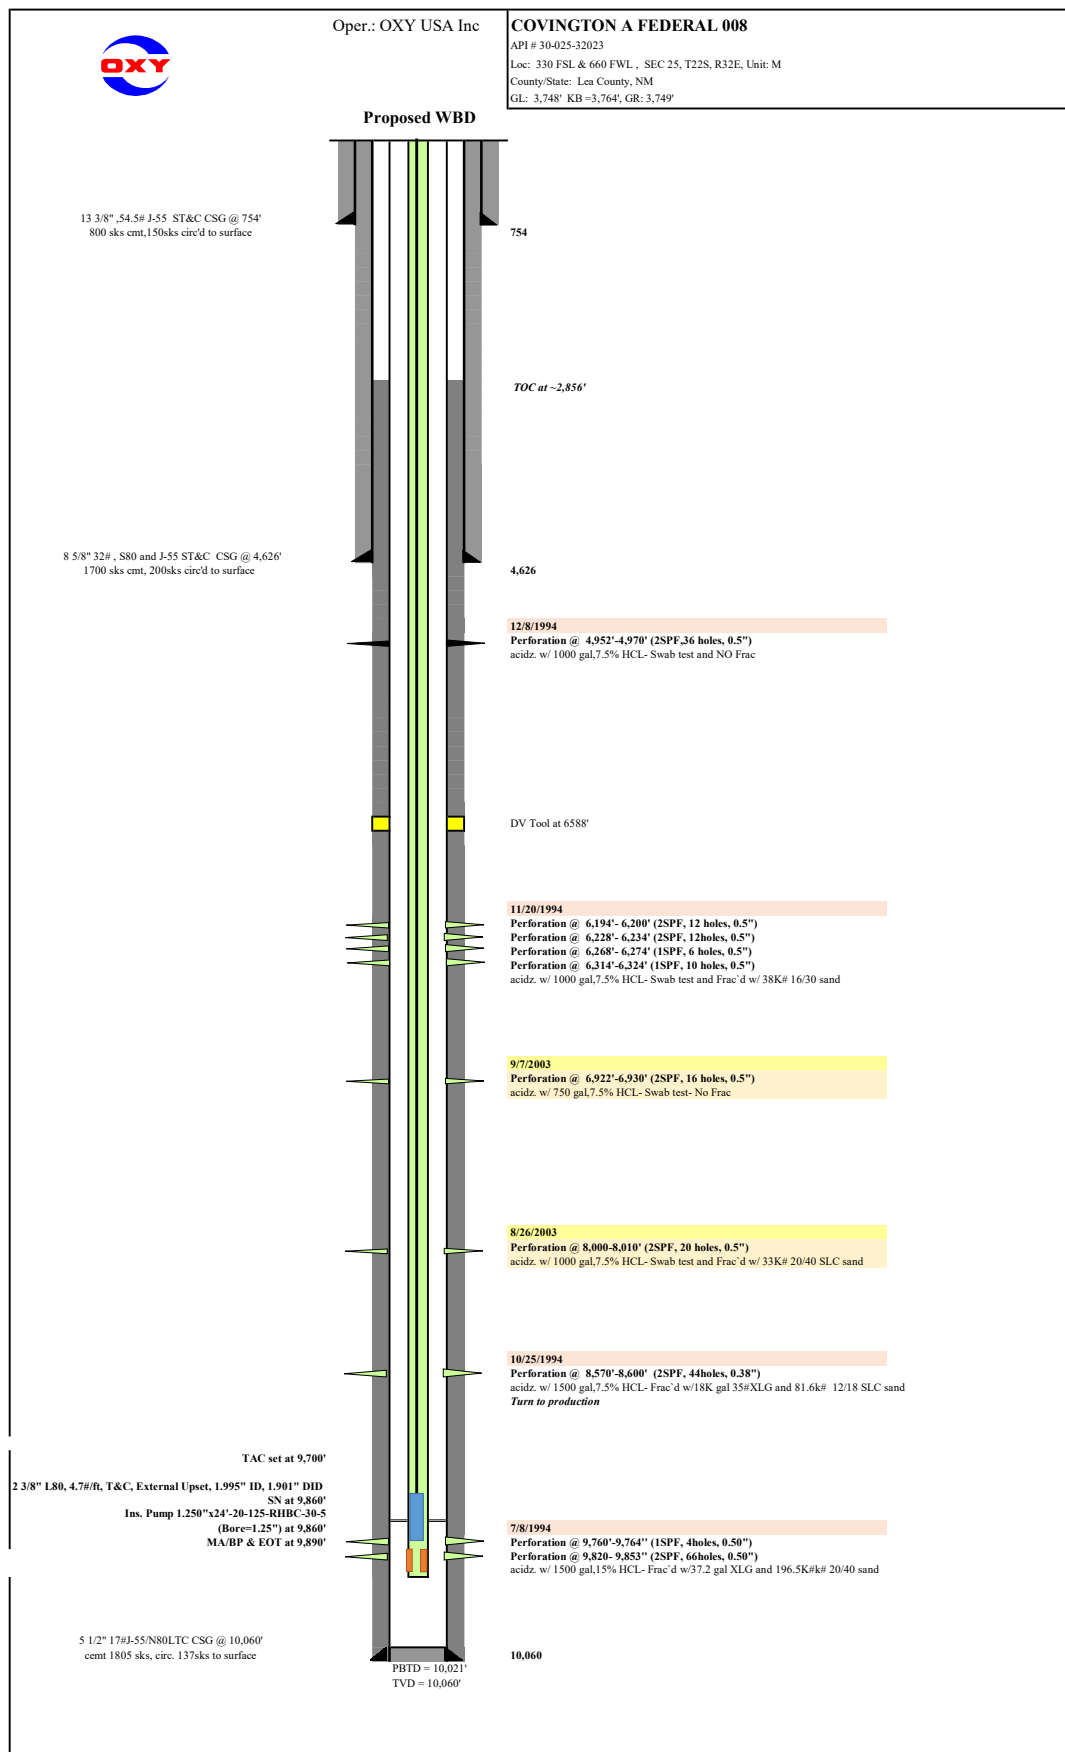 Oper.: OXY USA Inc
COVINGTON A FEDERAL 008
API # 30-025-32023
Loc: 330 FSL & 660 FWL , SEC 25, T22S, R32E, Unit: M
County/State: Lea County, NM
GL: 3,748' KB =3,764', GR: 3,749'
OXY
Proposed WBD
13 3/8" ,54.5# J-55 ST&C CSG @ 754'
800 sks cmt,150sks circ'd to surface
754
TOC at ~2,856'
8 5/8" 32# , S80 and J-55 ST&C CSG @ 4,626'
1700 sks cmt, 200sks circ'd to surface
4,626
12/8/1994
Perforation @ 4,952'-4,970' (2SPF,36 holes, 0.5")
acidz. w/ 1000 gal,7.5% HCL- Swab test and NO Frac
DV Tool at 6588'
11/20/1994
Perforation @ 6,194'- 6,200' (2SPF, 12 holes, 0.5")
Perforation @ 6,228'- 6,234' (2SPF, 12holes, 0.5")
Perforation @ 6,268'- 6,274' (1SPF, 6 holes, 0.5")
Perforation @ 6,314'-6,324' (1SPF, 10 holes, 0.5")
acidz. w/ 1000 gal,7.5% HCL- Swab test and Frac`d w/ 38K# 16/30 sand
9/7/2003
Perforation @ 6,922'-6,930' (2SPF, 16 holes, 0.5")
acidz. w/ 750 gal,7.5% HCL- Swab test- No Frac
8/26/2003
Perforation @ 8,000-8,010' (2SPF, 20 holes, 0.5")
acidz. w/ 1000 gal,7.5% HCL- Swab test and Frac`d w/ 33K# 20/40 SLC sand
10/25/1994
Perforation @ 8,570'-8,600' (2SPF, 44holes, 0.38")
acidz. w/ 1500 gal,7.5% HCL- Frac`d w/18K gal 35#XLG and 81.6k# 12/18 SLC sand
Turn to production
TAC set at 9,700'
2 3/8" L80, 4.7#/ft, T&C, External Upset, 1.995" ID, 1.901" DID
SN at 9,860'
Ins. Pump 1.250"x24'-20-125-RHBC-30-5
(Bore=1.25") at 9,860'
MA/BP & EOT at 9,890'
7/8/1994
Perforation @ 9,760'-9,764'' (1SPF, 4holes, 0.50")
Perforation @ 9,820- 9,853'' (2SPF, 66holes, 0.50")
acidz. w/ 1500 gal,15% HCL- Frac`d w/37.2 gal XLG and 196.5K#k# 20/40 sand
5 1/2" 17#J-55/N80LTC CSG @ 10,060'
cemt 1805 sks, circ. 137sks to surface
10,060
PBTD = 10,021'
TVD = 10,060'